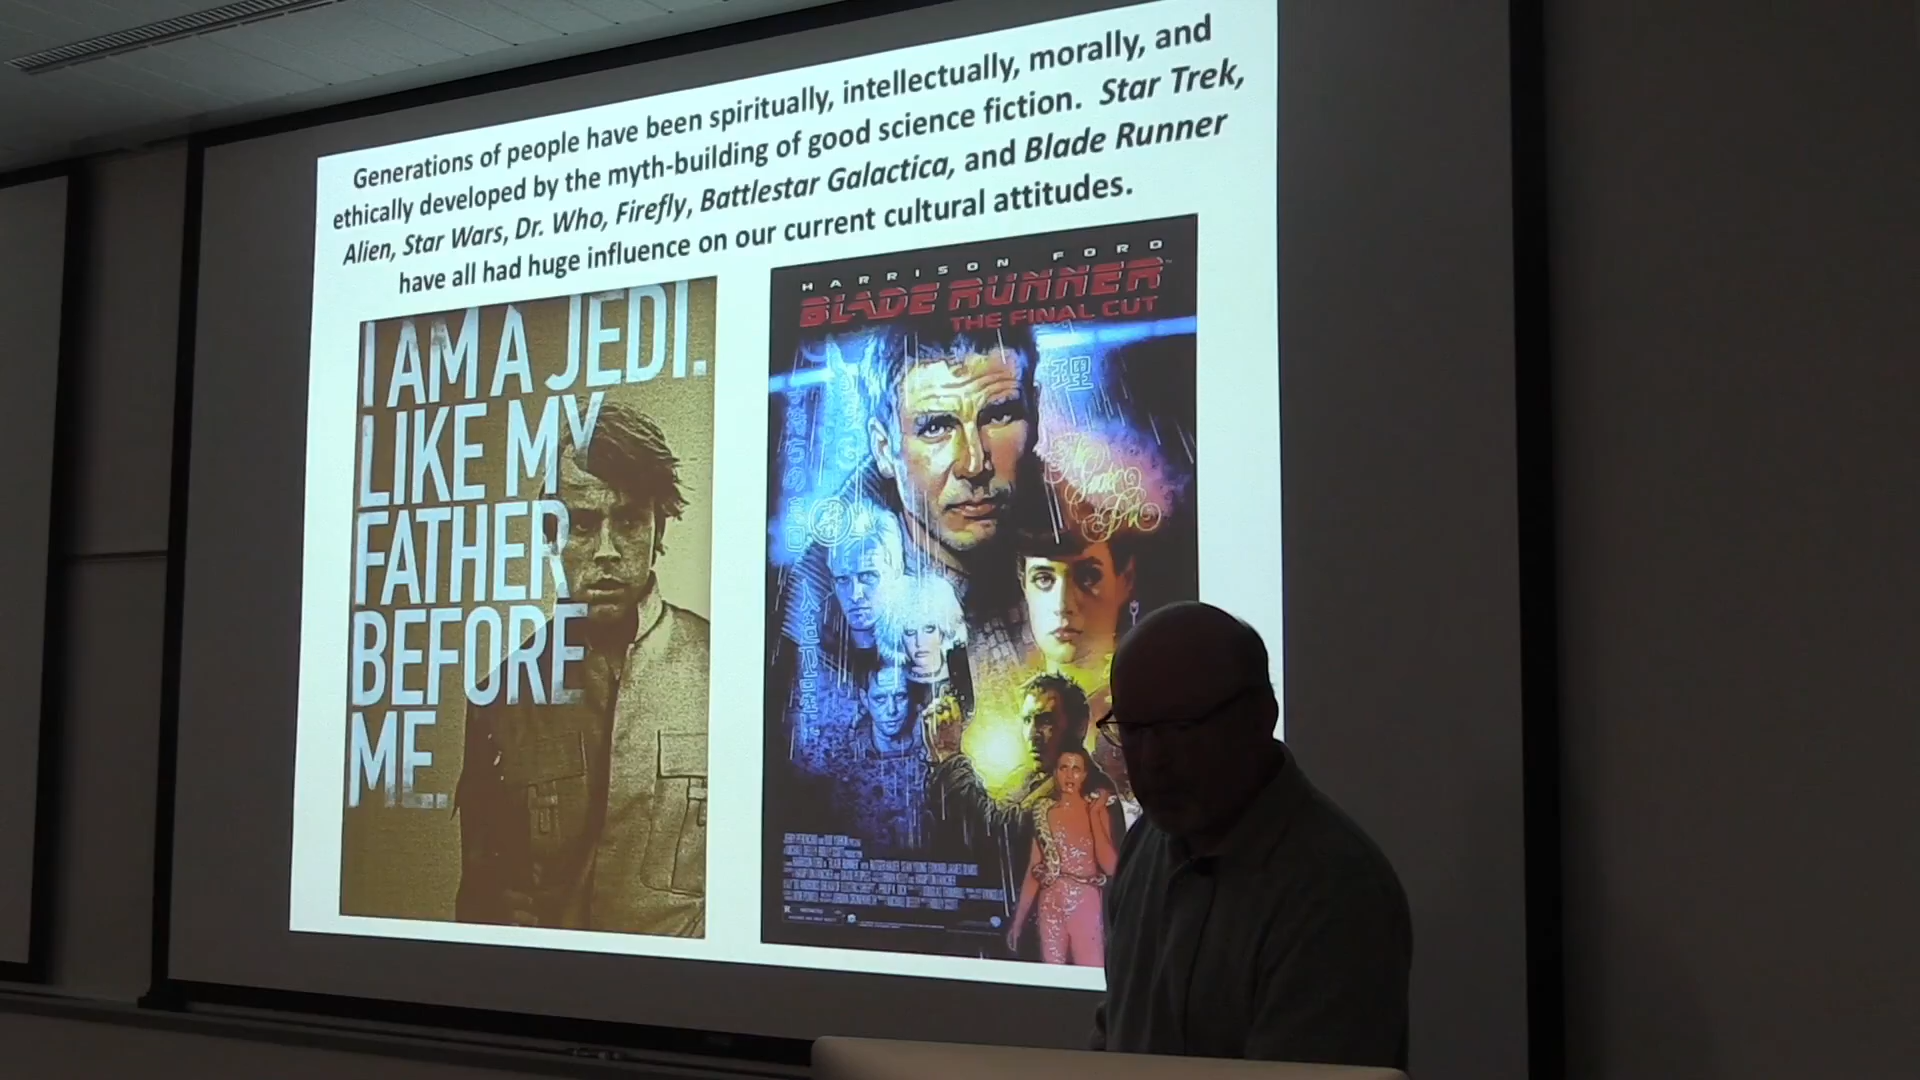 Generations of people have been spiritually, intellectually, morally, and
ethically developed by the myth-building of good science fiction. Star Trek,
Alien, Star Wars, Dr. Who, Firefly, Battlestar Galactica, and Blade Runner
have all had huge influence on our current cultural attitudes.
I AM A JEDI.
LIKE MY
FATHER
BEFORE
ME.
HARRISON FORD
BLADE RUNNER
THE FINAL CUT
理